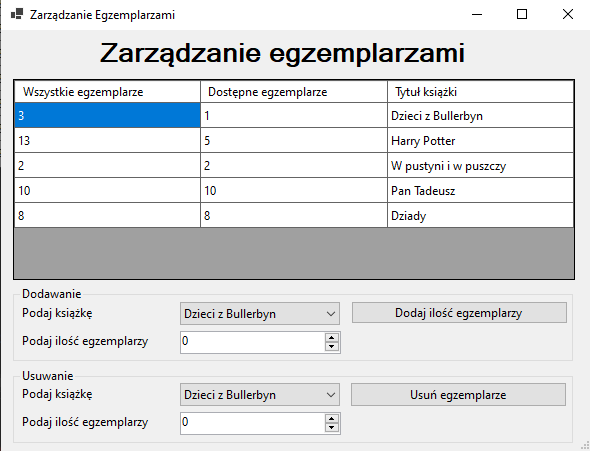 Zarządzanie Egzemplarzami
Zarządzanie egzemplarzami
Wszystkie egzemplarze Dostępne egzemplarze Tytuł książki
3 1 Dzieci z Bullerbyn
13 5 Harry Potter
2 2 W pustyni i w puszczy
10 10 Pan Tadeusz
8 8 Dziady
Dodawanie
Podaj książkę Dzieci z Bullerbyn Dodaj ilość egzemplarzy
Podaj ilość egzemplarzy 0
Usuwanie
Podaj książkę Dzieci z Bullerbyn Usuń egzemplarze
Podaj ilość egzemplarzy 0